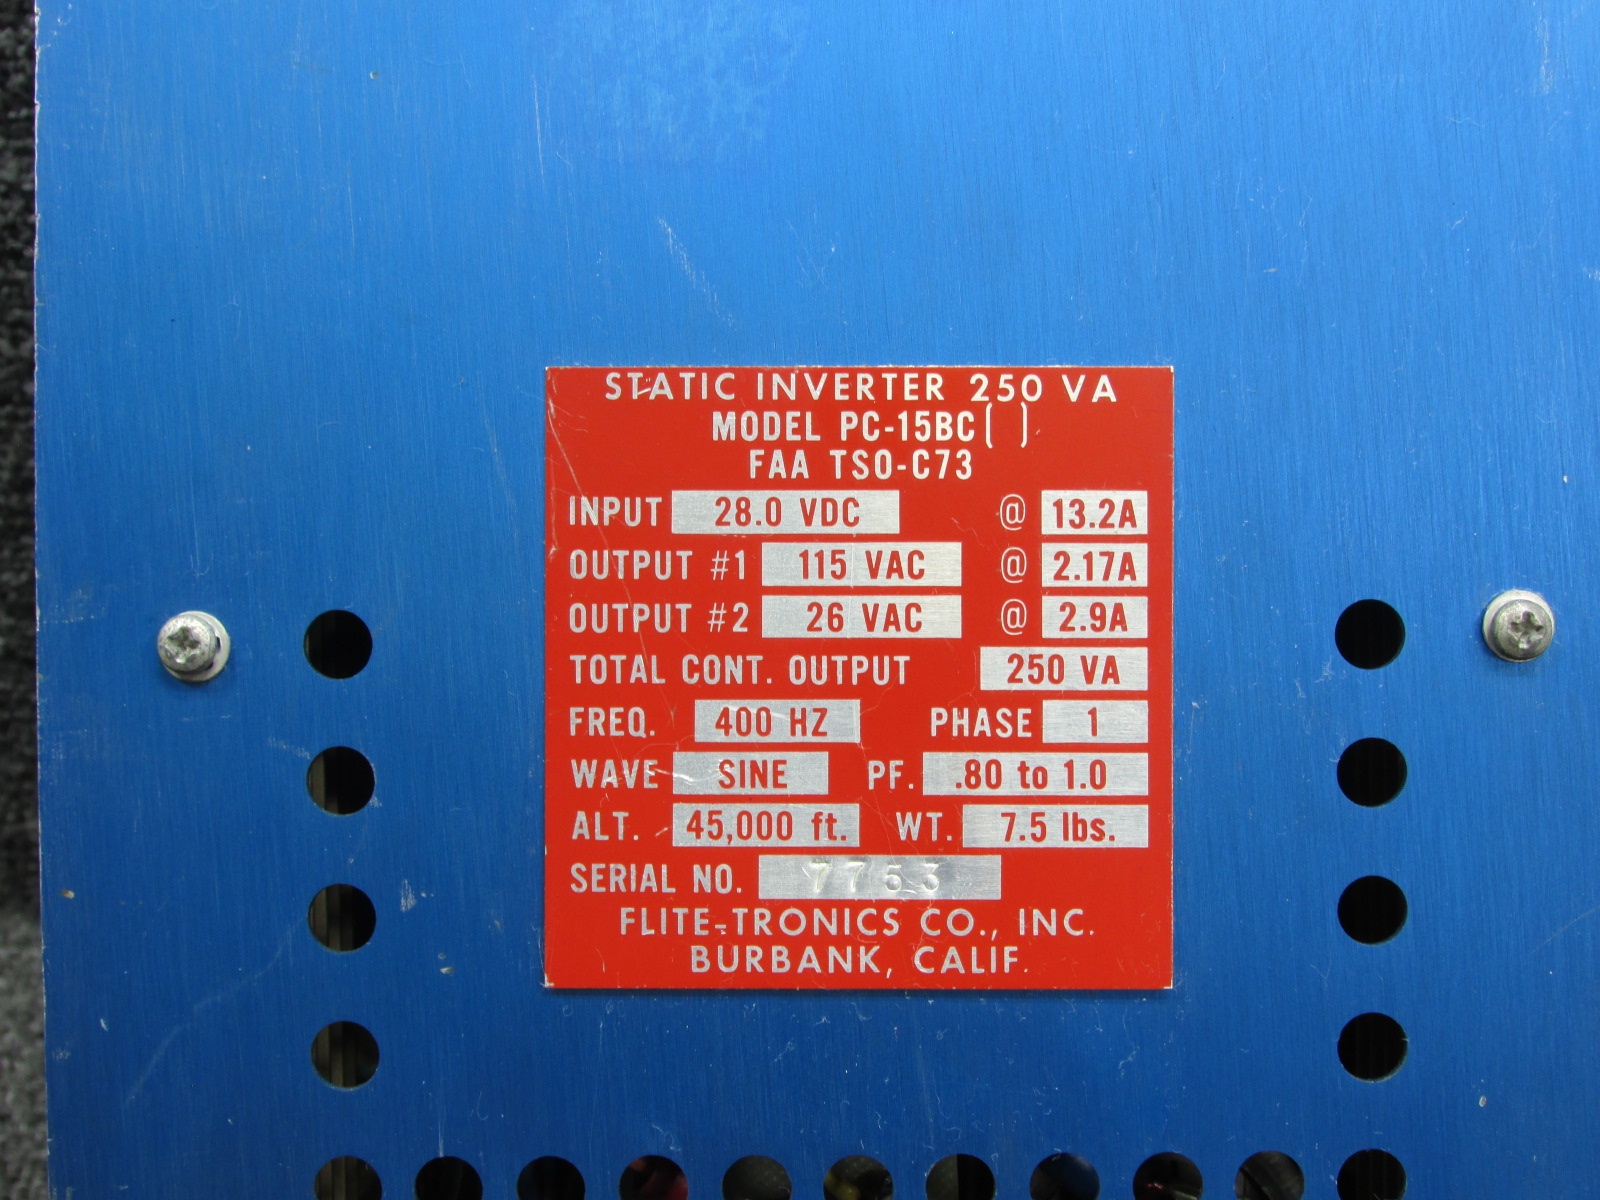 STATIC INVERTER 250 VA
MODEL PC-15BC( )
FAA TSO-C73
INPUT 28.0 VDC @ 13.2A
OUTPUT #1 115 VAC @ 2.17A
OUTPUT #2 26 VAC @ 2.9A
TOTAL CONT. OUTPUT 250 VA
FREQ. 400 HZ PHASE 1
WAVE SINE PF. .80 to 1.0
ALT. 45,000 ft. WT. 7.5 lbs.
SERIAL NO. 7753
FLITE-TRONICS CO., INC.
BURBANK, CALIF.